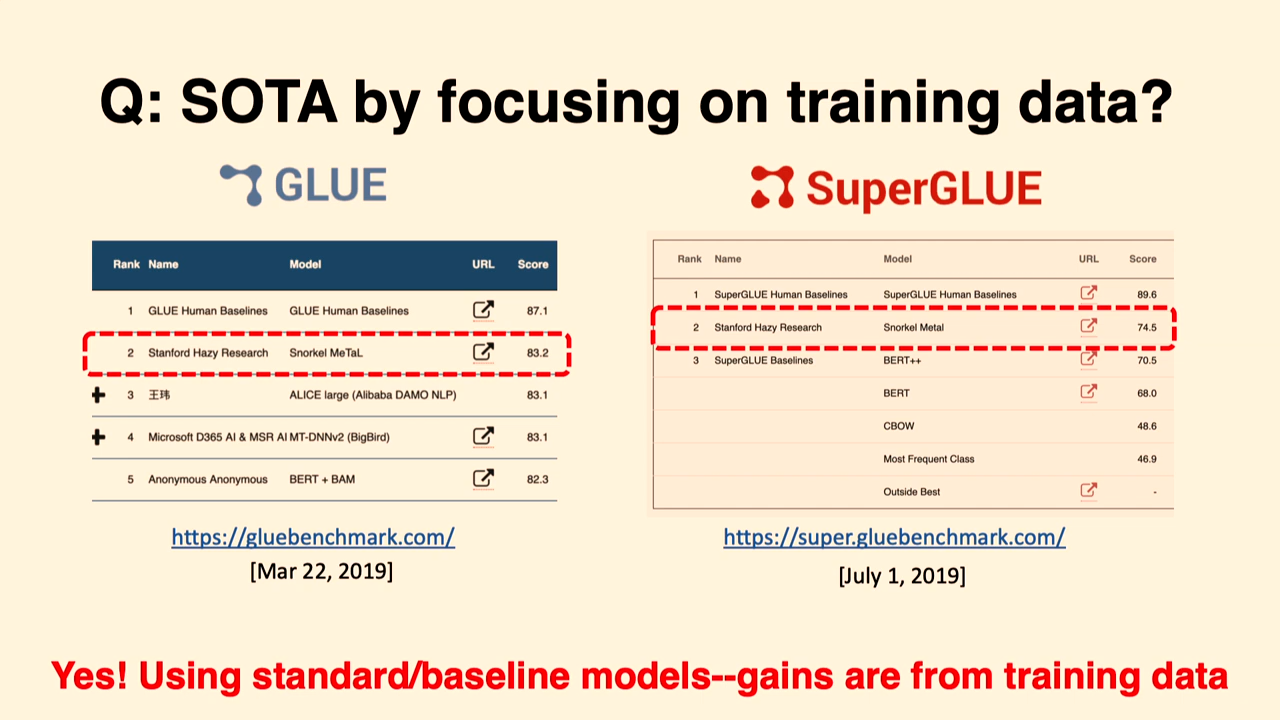 Q: SOTA by focusing on training data?
GLUE
Rank Name Model URL Score
1 GLUE Human Baselines GLUE Human Baselines 87.1
2 Stanford Hazy Research Snorkel MeTaL 83.2
3 王玮 ALICE large (Alibaba DAMO NLP) 83.1
4 Microsoft D365 AI & MSR AI MT-DNNv2 (BigBird) 83.1
5 Anonymous Anonymous BERT + BAM 82.3
https://gluebenchmark.com/
[Mar 22, 2019]
SuperGLUE
Rank Name Model URL Score
1 SuperGLUE Human Baselines SuperGLUE Human Baselines 89.6
2 Stanford Hazy Research Snorkel Metal 74.5
3 SuperGLUE Baselines BERT++ 70.5
BERT 68.0
CBOW 48.6
Most Frequent Class 46.9
Outside Best -
https://super.gluebenchmark.com/
[July 1, 2019]
Yes! Using standard/baseline models--gains are from training data